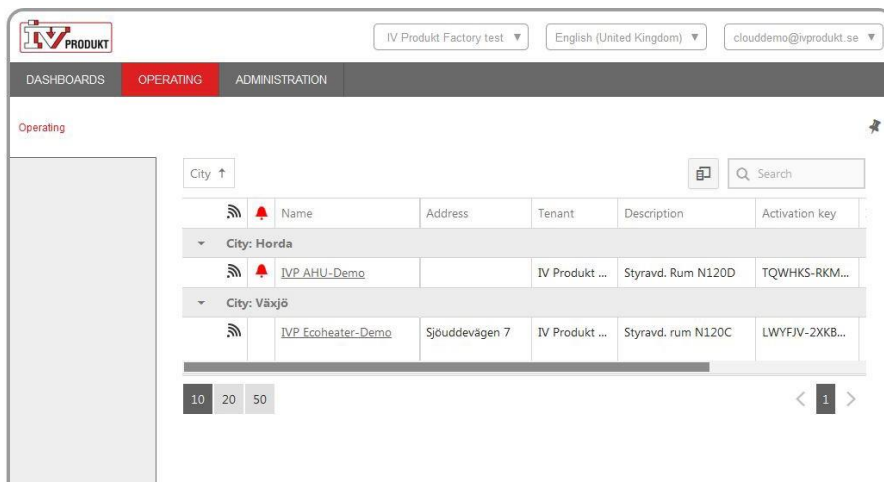 IV PRODUKT
IV Produkt Factory test ▼ English (United Kingdom) ▼ clouddemo@ivprodukt.se ▼
DASHBOARDS OPERATING ADMINISTRATION
Operating
City ↑ Search
Name Address Tenant Description Activation key
City: Horda
IVP AHU-Demo IV Produkt ... Styravd. Rum N120D TQWHKS-RKM...
City: Växjö
IVP Ecoheater-Demo Sjöuddevägen 7 IV Produkt ... Styravd. rum N120C LWYFJV-2XKB...
10 20 50 < 1 >